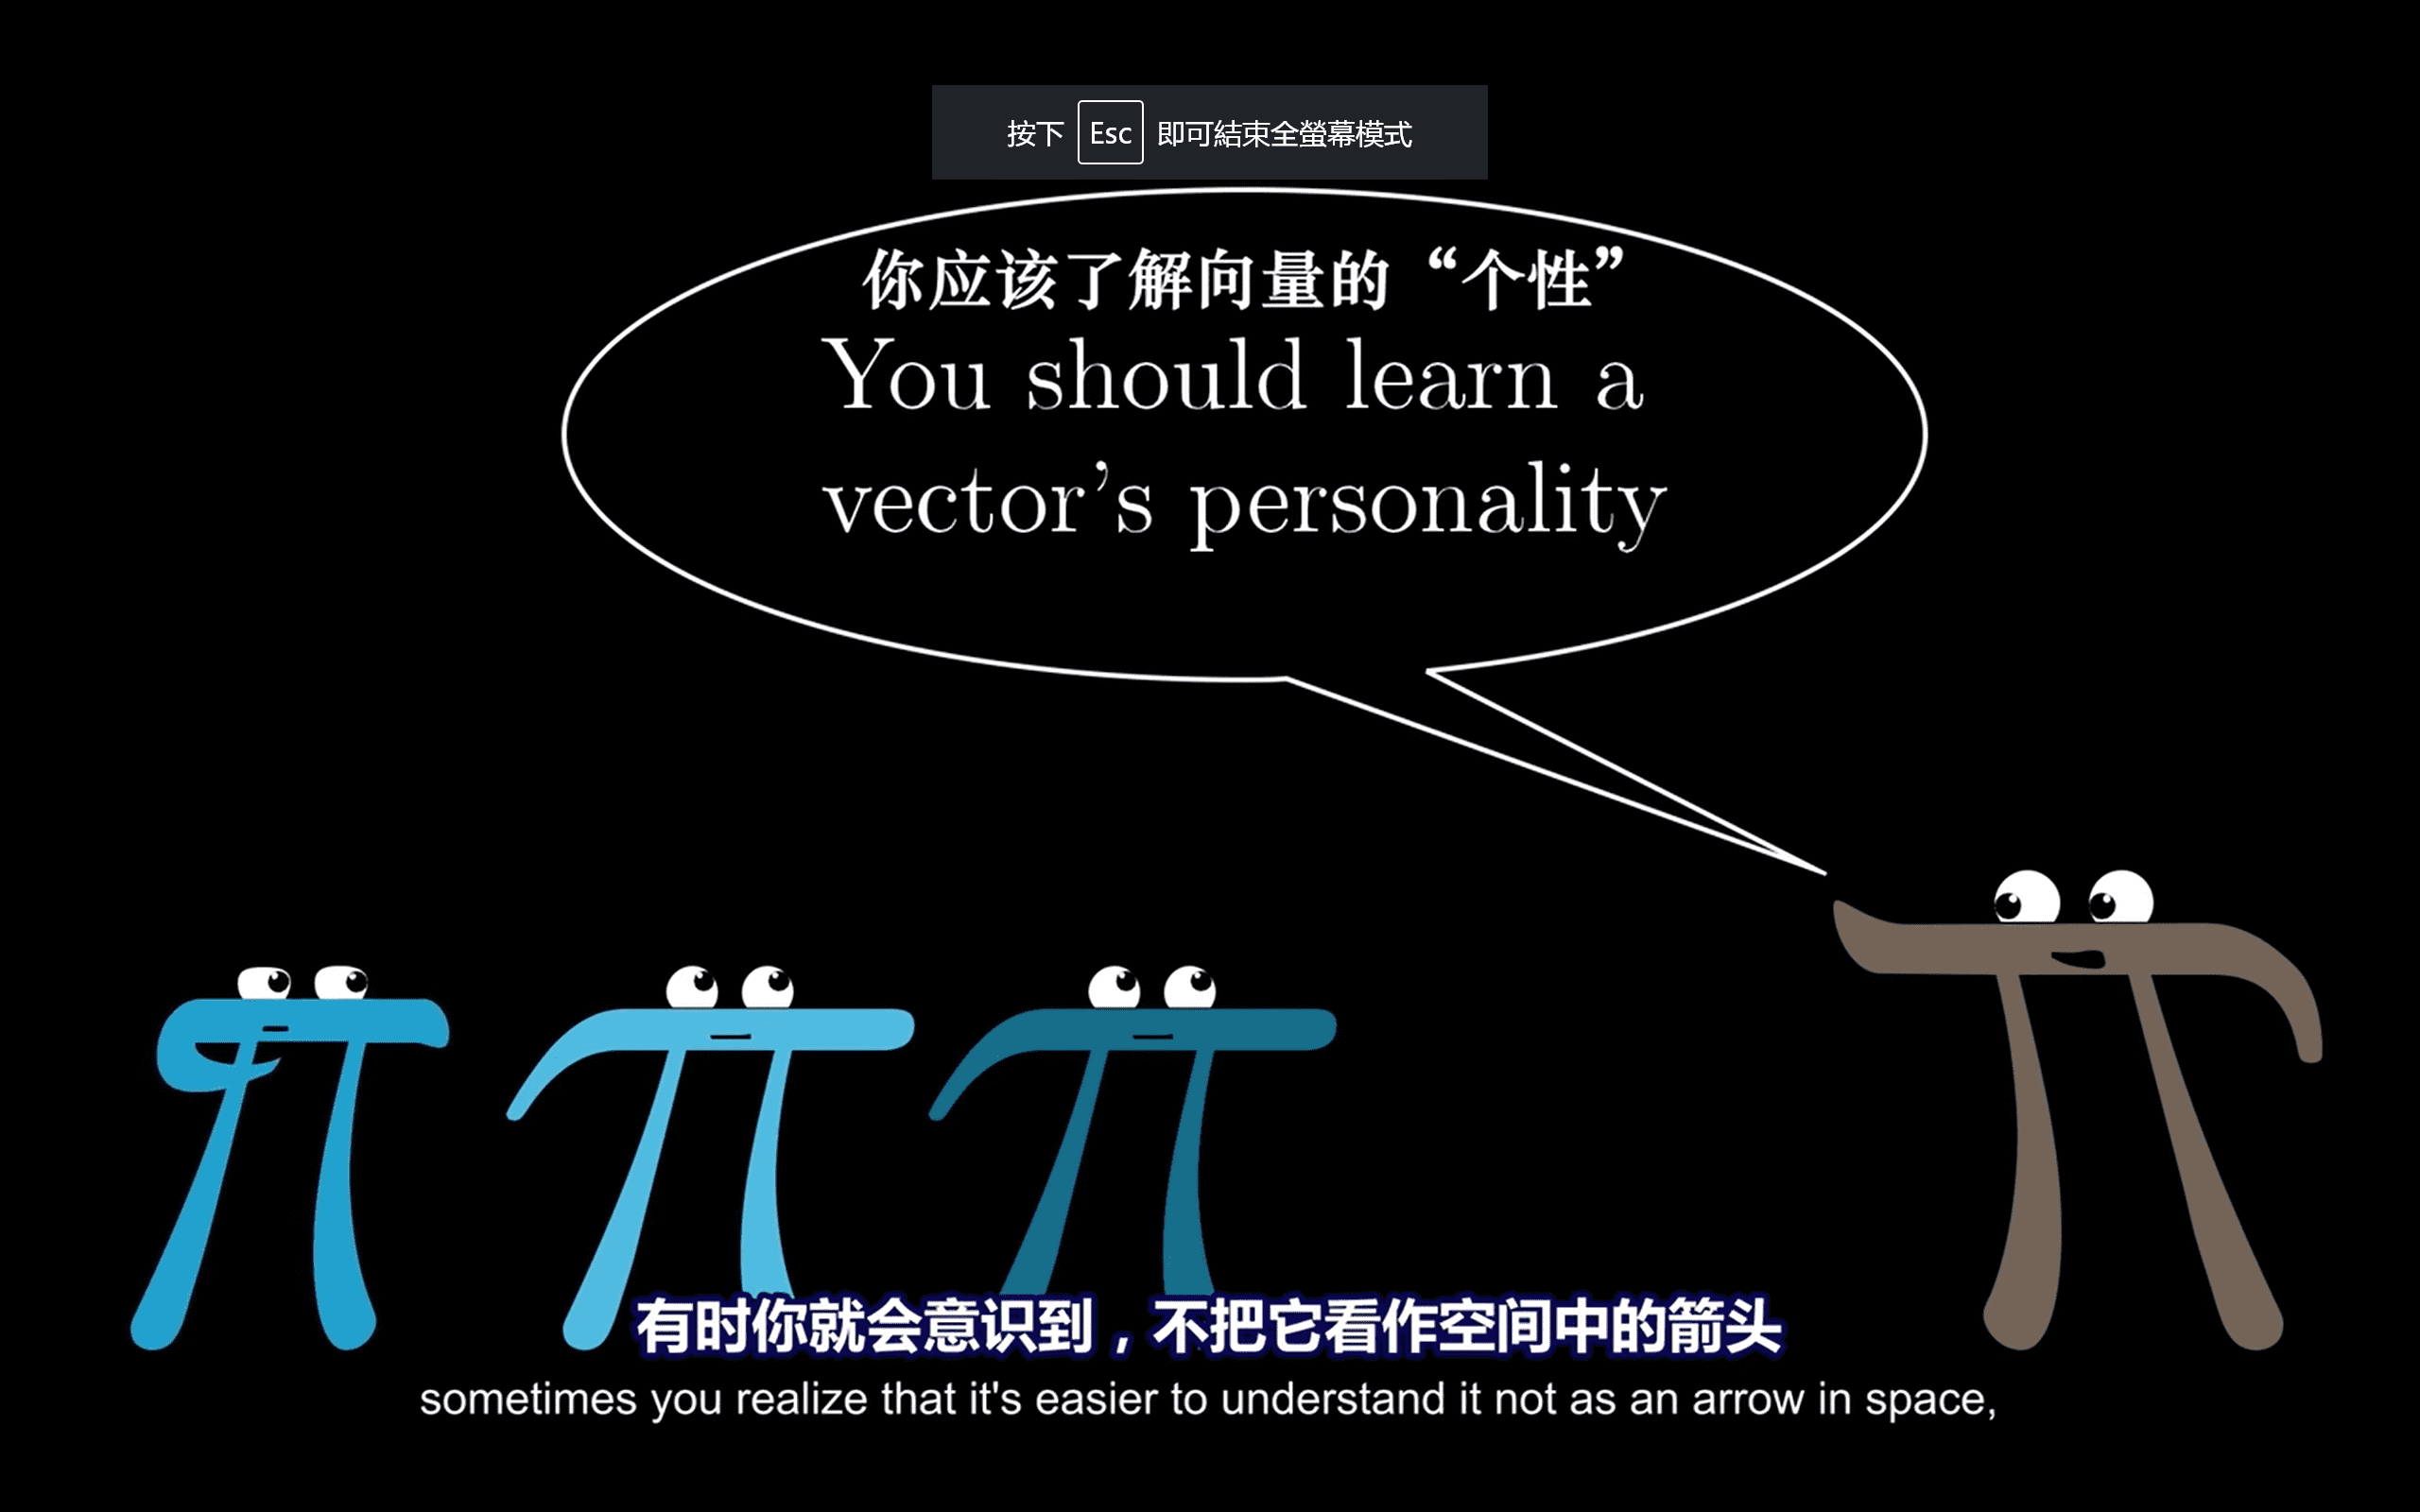 按下 Esc 即可結束全螢幕模式
你应该了解向量的“个性”
You should learn a
vector’s personality
有时你就会意识到，不把它看作空间中的箭头
sometimes you realize that it's easier to understand it not as an arrow in space,